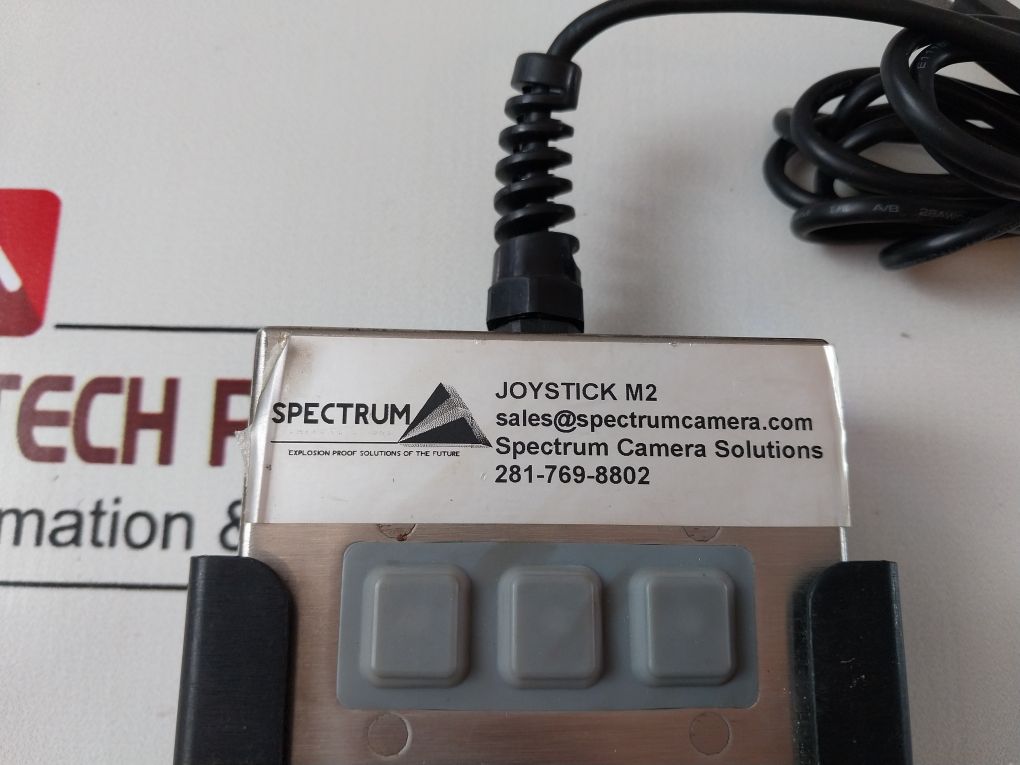 JOYSTICK M2
SPECTRUM
sales@spectrumcamera.com
Spectrum Camera Solutions
EXPLOSION PROOF SOLUTIONS OF THE FUTURE
281-769-8802
TECH P
mation &
A/B 28AW